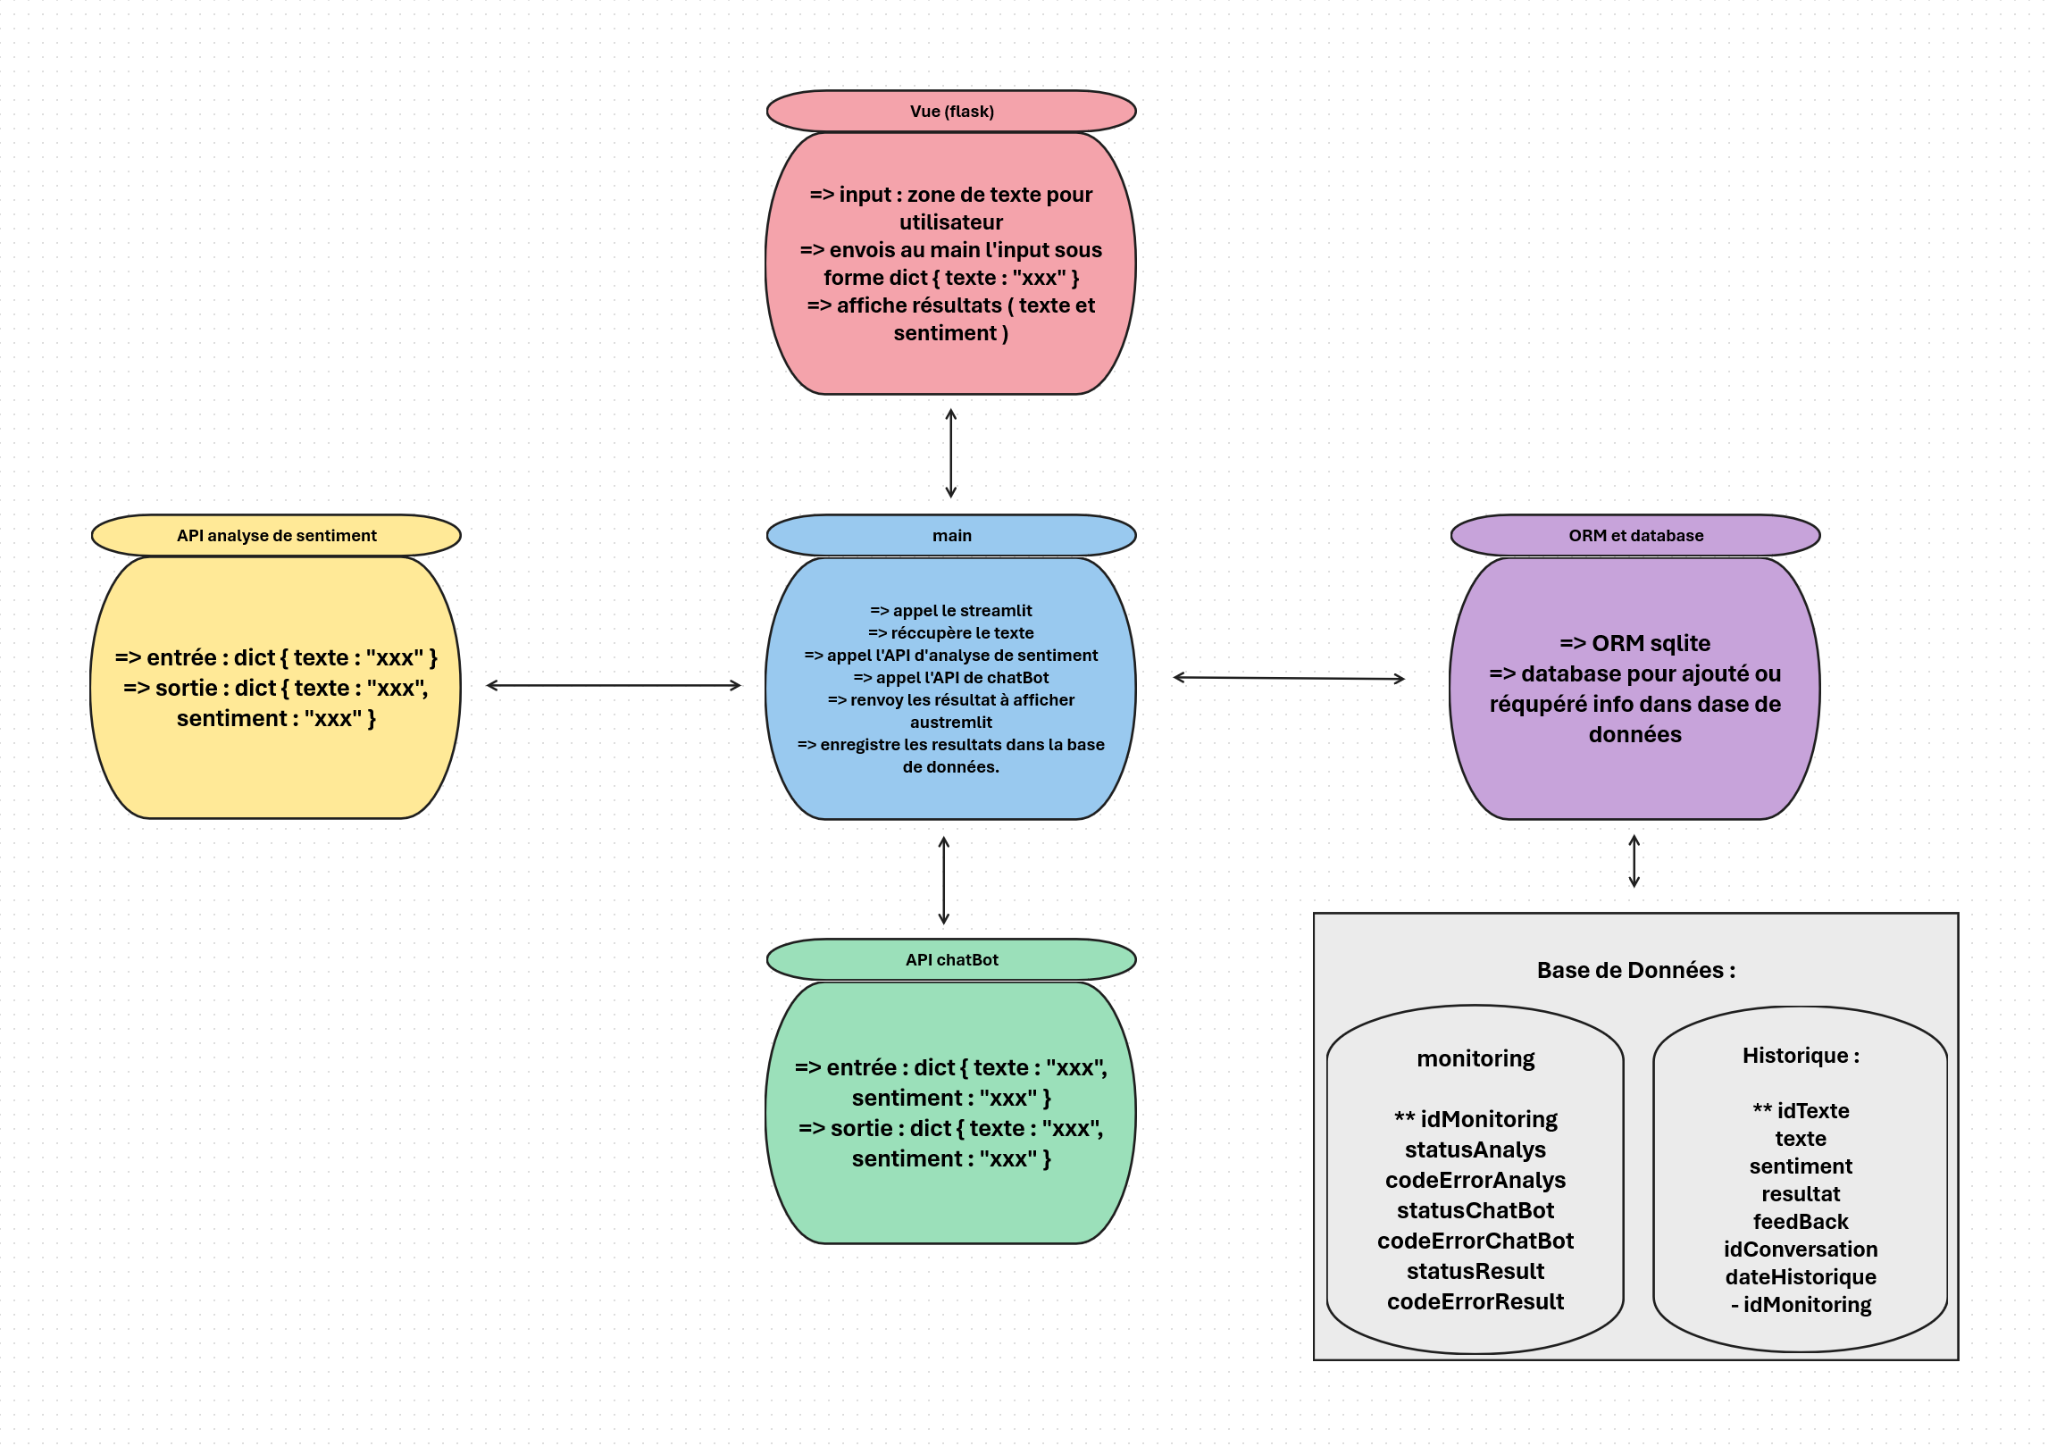 Vue (flask)
=> input : zone de texte pour
utilisateur
=> envois au main l'input sous
forme dict { texte : "xxx" }
=> affiche résultats ( texte et
sentiment )
API analyse de sentiment
=> entrée : dict { texte : "xxx" }
=> sortie : dict { texte : "xxx",
sentiment : "xxx" }
main
=> appel le streamlit
=> réccupère le texte
=> appel l'API d'analyse de sentiment
=> appel l'API de chatBot
=> renvoy les résultat à afficher
austremlit
=> enregistre les resultats dans la base
de données.
ORM et database
=> ORM sqlite
=> database pour ajouté ou
réqupéré info dans dase de
données
API chatBot
=> entrée : dict { texte : "xxx",
sentiment : "xxx" }
=> sortie : dict { texte : "xxx",
sentiment : "xxx" }
Base de Données :
monitoring
** idMonitoring
statusAnalys
codeErrorAnalys
statusChatBot
codeErrorChatBot
statusResult
codeErrorResult
Historique :
** idTexte
texte
sentiment
resultat
feedBack
idConversation
dateHistorique
- idMonitoring